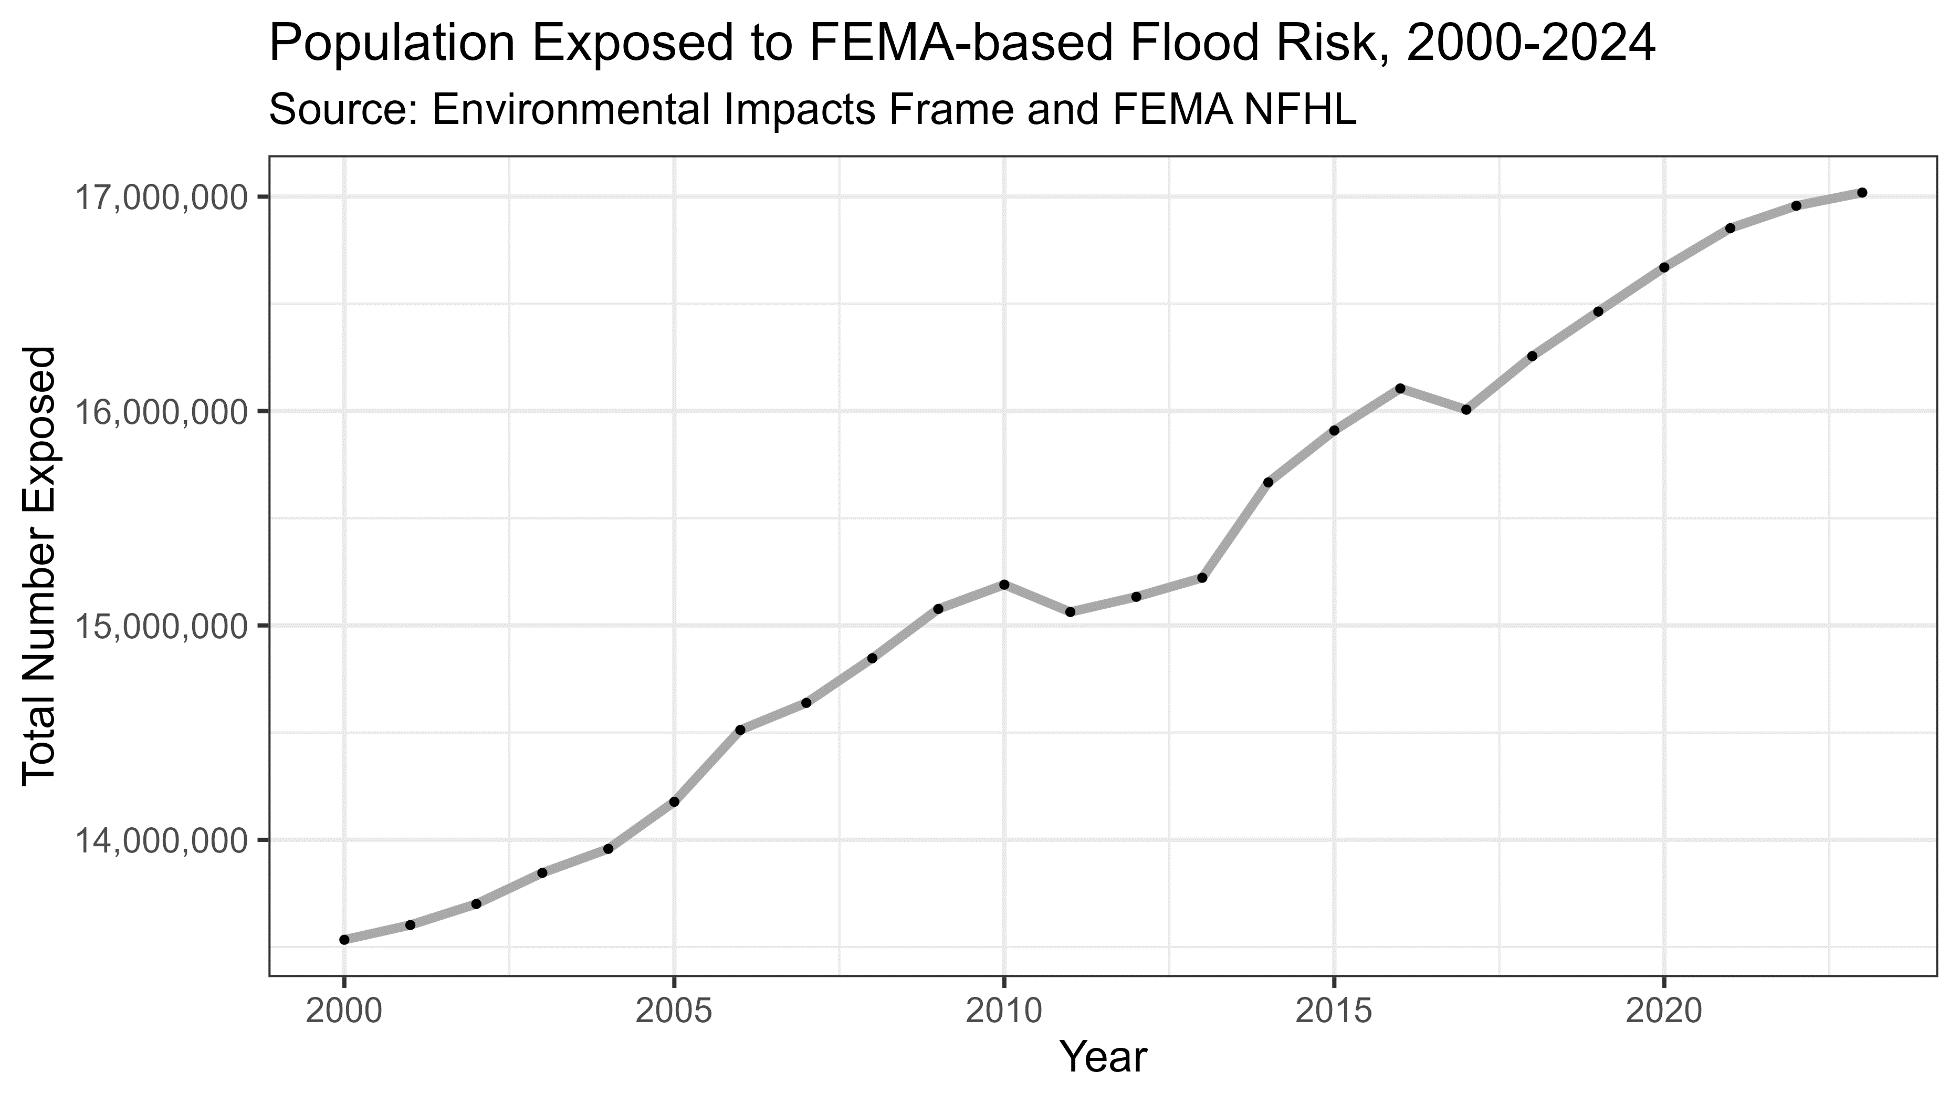 Population Exposed to FEMA-based Flood Risk, 2000-2024
Source: Environmental Impacts Frame and FEMA NFHL
Total Number Exposed
17,000,000
16,000,000
15,000,000
14,000,000
2000 2005 2010 2015 2020
Year